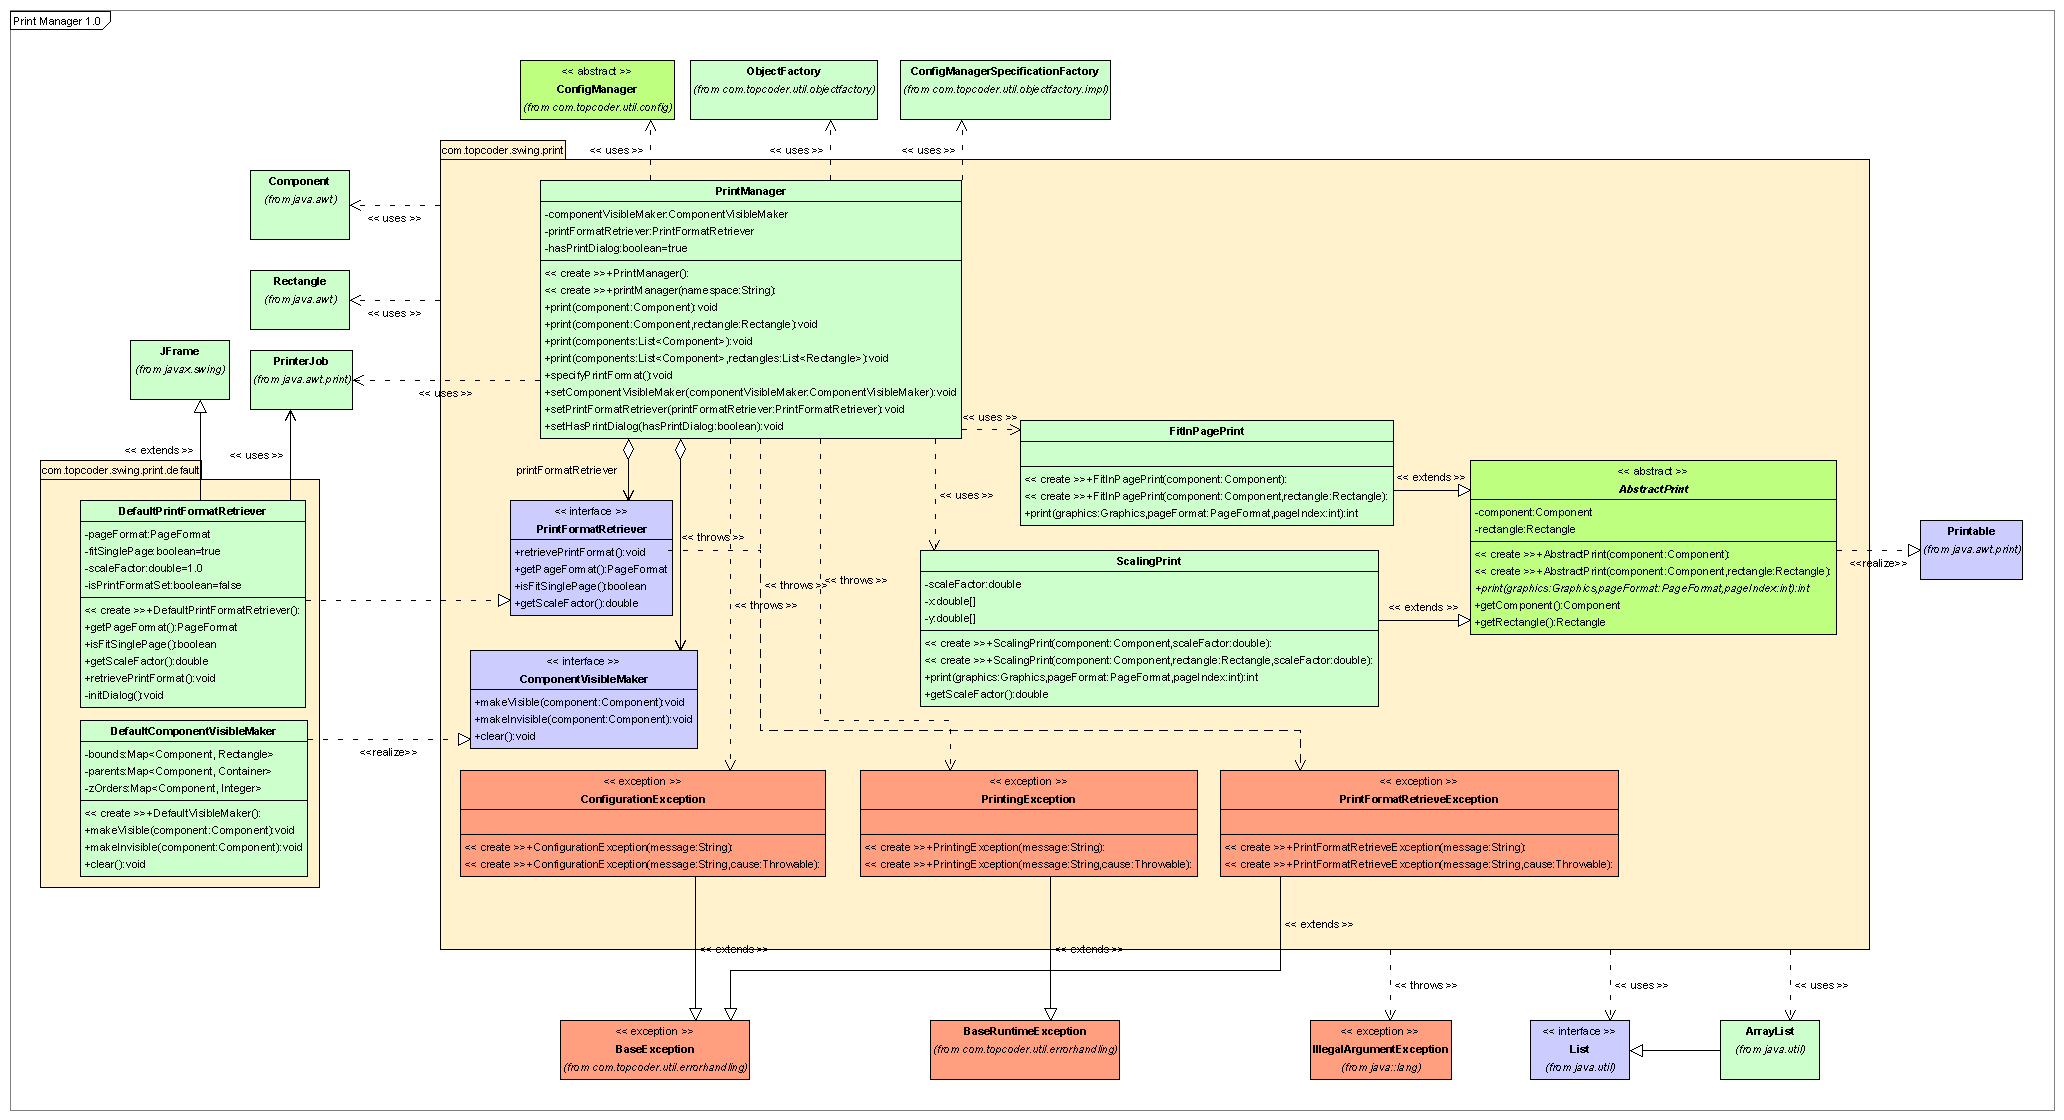 Print Manager 1.0
<< abstract >>
ConfigManager
(from com.topcoder.util.config)
ObjectFactory
(from com.topcoder.util.objectfactory)
ConfigManagerSpecificationFactory
(from com.topcoder.util.objectfactory.impl)
<< uses >>
<< uses >>
<< uses >>
com.topcoder.swing.print
Component
(from java.awt)
<< uses >>
Rectangle
(from java.awt)
<< uses >>
JFrame
(from javax.swing)
PrinterJob
(from java.awt.print)
<< uses >>
<< extends >>
<< uses >>
PrintManager
-componentVisibleMaker:ComponentVisibleMaker
-printFormatRetriever:PrintFormatRetriever
-hasPrintDialog:boolean=true
<< create >>+PrintManager():
<< create >>+printManager(namespace:String):
+print(component:Component):void
+print(component:Component,rectangle:Rectangle):void
+print(components:List<Component>):void
+print(components:List<Component>,rectangles:List<Rectangle>):void
+specifyPrintFormat():void
+setComponentVisibleMaker(componentVisibleMaker:ComponentVisibleMaker):void
+setPrintFormatRetriever(printFormatRetriever:PrintFormatRetriever):void
+setHasPrintDialog(hasPrintDialog:boolean):void
<< uses >>
FitInPagePrint
<< create >>+FitInPagePrint(component:Component):
<< create >>+FitInPagePrint(component:Component,rectangle:Rectangle):
+print(graphics:Graphics,pageFormat:PageFormat,pageIndex:int):int
<< extends >>
<< abstract >>
AbstractPrint
-component:Component
-rectangle:Rectangle
<< create >>+AbstractPrint(component:Component):
<< create >>+AbstractPrint(component:Component,rectangle:Rectangle):
+print(graphics:Graphics,pageFormat:PageFormat,pageIndex:int):int
+getComponent():Component
+getRectangle():Rectangle
<<realize>>
Printable
(from java.awt.print)
com.topcoder.swing.print.default
DefaultPrintFormatRetriever
-pageFormat:PageFormat
-fitSinglePage:boolean=true
-scaleFactor:double=1.0
-isPrintFormatSet:boolean=false
<< create >>+DefaultPrintFormatRetriever():
+getPageFormat():PageFormat
+isFitSinglePage():boolean
+getScaleFactor():double
+retrievePrintFormat():void
-initDialog():void
printFormatRetriever
<< interface >>
PrintFormatRetriever
+retrievePrintFormat():void
+getPageFormat():PageFormat
+isFitSinglePage():boolean
+getScaleFactor():double
<< throws >>
<< throws >>
<< throws >>
<< throws >>
<< uses >>
ScalingPrint
-scaleFactor:double
-x:double[]
-y:double[]
<< create >>+ScalingPrint(component:Component,scaleFactor:double):
<< create >>+ScalingPrint(component:Component,rectangle:Rectangle,scaleFactor:double):
+print(graphics:Graphics,pageFormat:PageFormat,pageIndex:int):int
+getScaleFactor():double
<< extends >>
<< interface >>
ComponentVisibleMaker
+makeVisible(component:Component):void
+makeInvisible(component:Component):void
+clear():void
DefaultComponentVisibleMaker
-bounds:Map<Component, Rectangle>
-parents:Map<Component, Container>
-zOrders:Map<Component, Integer>
<< create >>+DefaultVisibleMaker():
+makeVisible(component:Component):void
+makeInvisible(component:Component):void
+clear():void
<<realize>>
<< exception >>
ConfigurationException
<< create >>+ConfigurationException(message:String):
<< create >>+ConfigurationException(message:String,cause:Throwable):
<< exception >>
PrintingException
<< create >>+PrintingException(message:String):
<< create >>+PrintingException(message:String,cause:Throwable):
<< exception >>
PrintFormatRetrieveException
<< create >>+PrintFormatRetrieveException(message:String):
<< create >>+PrintFormatRetrieveException(message:String,cause:Throwable):
<< extends >>
<< extends >>
<< extends >>
<< throws >>
<< uses >>
<< uses >>
<< exception >>
BaseException
(from com.topcoder.util.errorhandling)
BaseRuntimeException
(from com.topcoder.util.errorhandling)
<< exception >>
IllegalArgumentException
(from java::lang)
<< interface >>
List
(from java.util)
ArrayList
(from java.util)